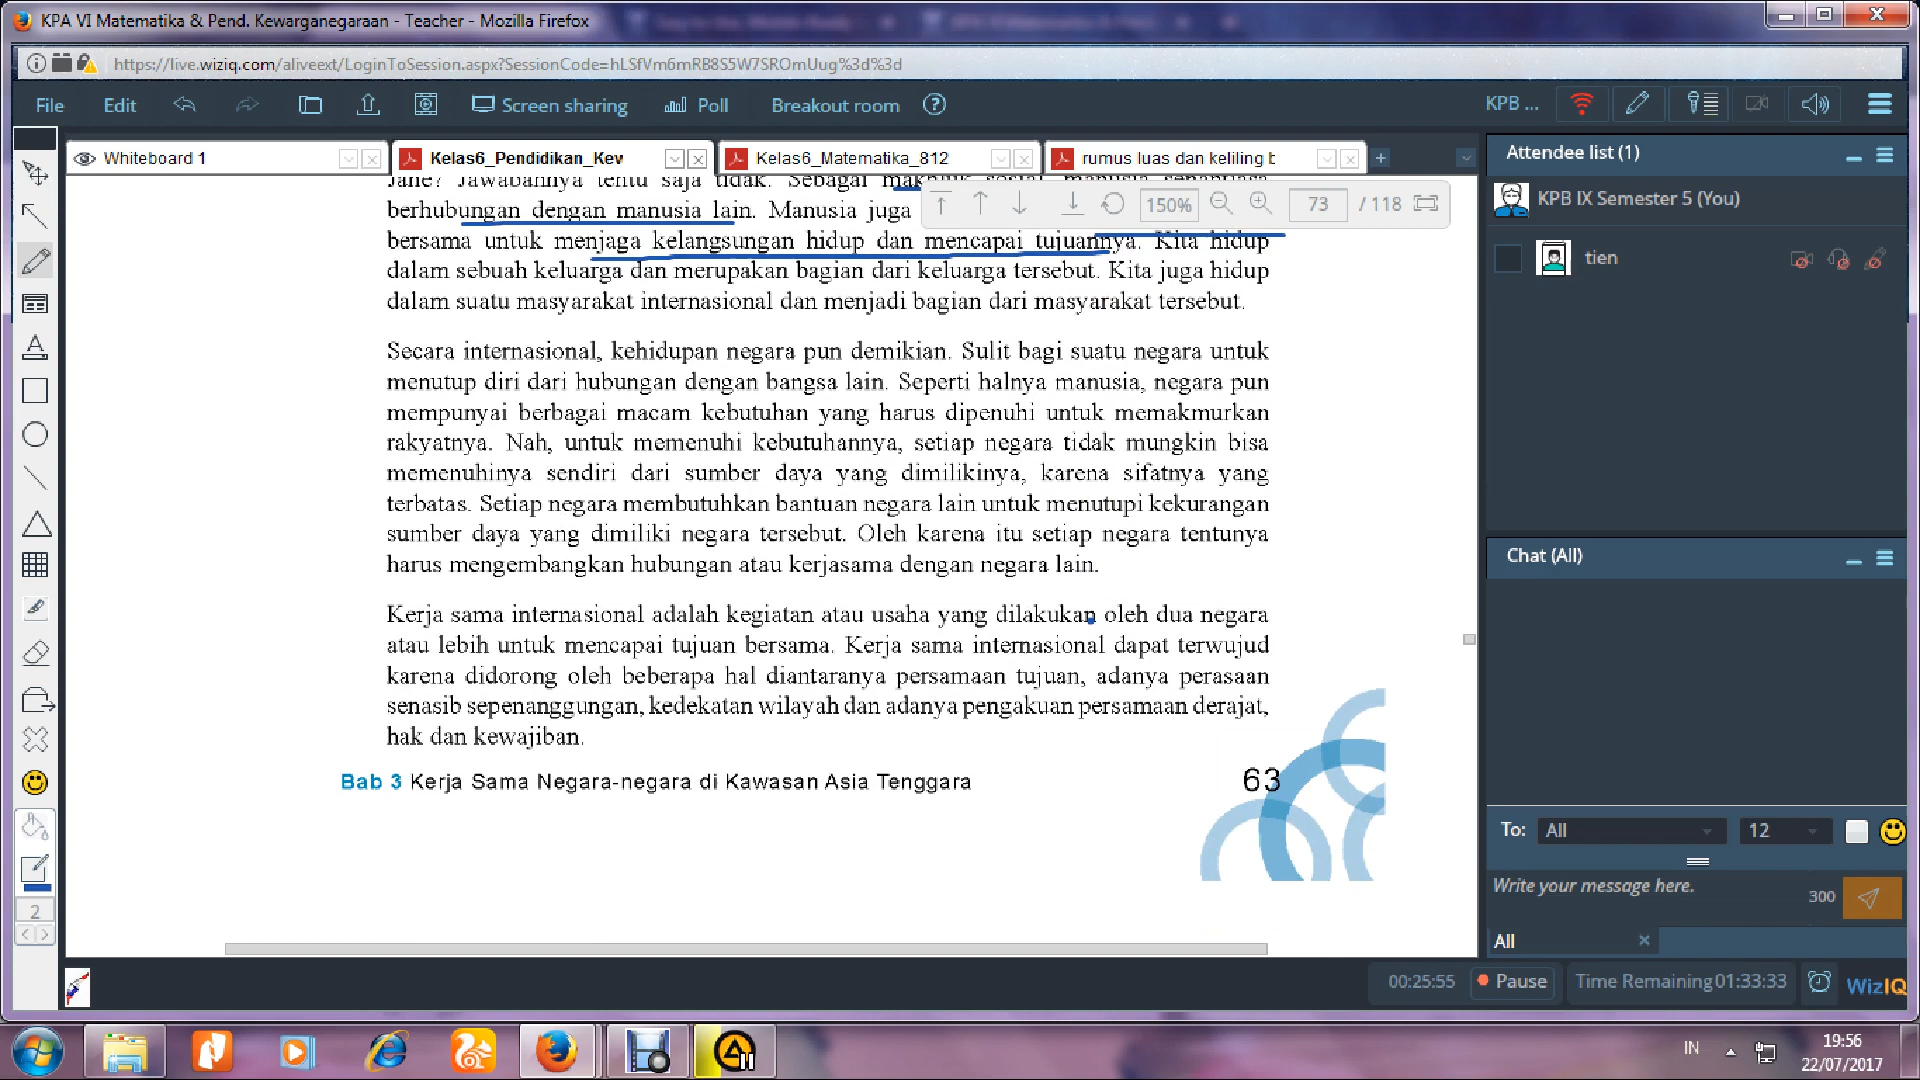 KPA VI Matematika & Pend. Kewarganegaraan - Teacher - Mozilla Firefox
https://live.wiziq.com/aliveext/LoginToSession.aspx?SessionCode=hLSfVm6mRB8S5W7SROmUug%3d%3d
File Edit Screen sharing Poll Breakout room KPB ...
Whiteboard 1 Kelas6_Pendidikan_Kew Kelas6_Matematika_812 rumus luas dan keliling b
Jane? Jawabannya tentu saja tidak. Sebagai makhluk sosial, manusia senantiasa
berhubungan dengan manusia lain. Manusia juga
150% 73 / 118
bersama untuk menjaga kelangsungan hidup dan mencapai tujuannya. Kita hidup
dalam sebuah keluarga dan merupakan bagian dari keluarga tersebut. Kita juga hidup
dalam suatu masyarakat internasional dan menjadi bagian dari masyarakat tersebut.
Secara internasional, kehidupan negara pun demikian. Sulit bagi suatu negara untuk
menutup diri dari hubungan dengan bangsa lain. Seperti halnya manusia, negara pun
mempunyai berbagai macam kebutuhan yang harus dipenuhi untuk memakmurkan
rakyatnya. Nah, untuk memenuhi kebutuhannya, setiap negara tidak mungkin bisa
memenuhinya sendiri dari sumber daya yang dimilikinya, karena sifatnya yang
terbatas. Setiap negara membutuhkan bantuan negara lain untuk menutupi kekurangan
sumber daya yang dimiliki negara tersebut. Oleh karena itu setiap negara tentunya
harus mengembangkan hubungan atau kerjasama dengan negara lain.
Kerja sama internasional adalah kegiatan atau usaha yang dilakukan oleh dua negara
atau lebih untuk mencapai tujuan bersama. Kerja sama internasional dapat terwujud
karena didorong oleh beberapa hal diantaranya persamaan tujuan, adanya perasaan
senasib sepenanggungan, kedekatan wilayah dan adanya pengakuan persamaan derajat,
hak dan kewajiban.
Bab 3 Kerja Sama Negara-negara di Kawasan Asia Tenggara 63
2
Attendee list (1)
KPB IX Semester 5 (You)
tien
Chat (All)
To: All 12
Write your message here. 300
All
00:25:55 Pause Time Remaining 01:33:33 WizIQ
IN 19:56
22/07/2017